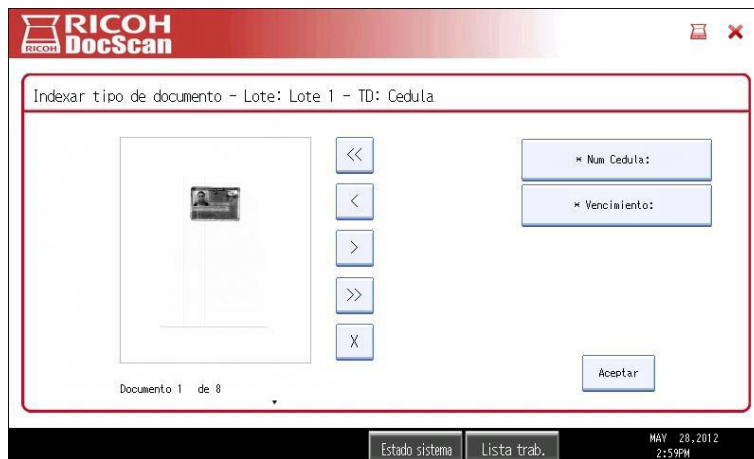 RICOH
RICOH DocScan
Indexar tipo de documento - Lote: Lote 1 - TD: Cedula
<<
* Num Cedula:
<
* Vencimiento:
>
>>
X
Aceptar
Documento 1 de 8
Estado sistema Lista trab. MAY 28,2012
2:59PM